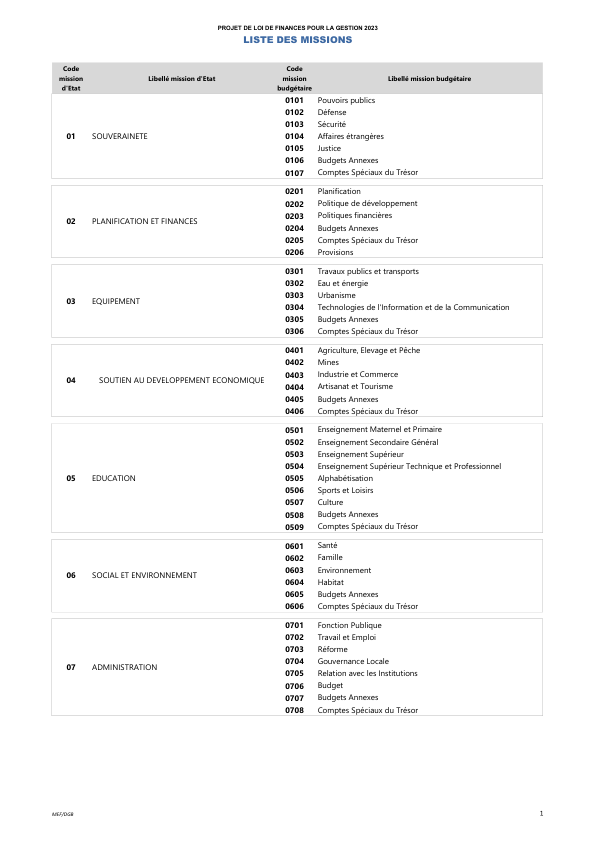 PROJET DE LOI DE FINANCES POUR LA GESTION 2023
LISTE DES MISSIONS
Code mission d'Etat Libellé mission d'Etat Code mission budgétaire Libellé mission budgétaire
01 SOUVERAINETE
0101 Pouvoirs publics
0102 Défense
0103 Sécurité
0104 Affaires étrangères
0105 Justice
0106 Budgets Annexes
0107 Comptes Spéciaux du Trésor
02 PLANIFICATION ET FINANCES
0201 Planification
0202 Politique de développement
0203 Politiques financières
0204 Budgets Annexes
0205 Comptes Spéciaux du Trésor
0206 Provisions
03 EQUIPEMENT
0301 Travaux publics et transports
0302 Eau et énergie
0303 Urbanisme
0304 Technologies de l'Information et de la Communication
0305 Budgets Annexes
0306 Comptes Spéciaux du Trésor
04 SOUTIEN AU DEVELOPPEMENT ECONOMIQUE
0401 Agriculture, Elevage et Pêche
0402 Mines
0403 Industrie et Commerce
0404 Artisanat et Tourisme
0405 Budgets Annexes
0406 Comptes Spéciaux du Trésor
05 EDUCATION
0501 Enseignement Maternel et Primaire
0502 Enseignement Secondaire Général
0503 Enseignement Supérieur
0504 Enseignement Supérieur Technique et Professionnel
0505 Alphabétisation
0506 Sports et Loisirs
0507 Culture
0508 Budgets Annexes
0509 Comptes Spéciaux du Trésor
06 SOCIAL ET ENVIRONNEMENT
0601 Santé
0602 Famille
0603 Environnement
0604 Habitat
0605 Budgets Annexes
0606 Comptes Spéciaux du Trésor
07 ADMINISTRATION
0701 Fonction Publique
0702 Travail et Emploi
0703 Réforme
0704 Gouvernance Locale
0705 Relation avec les Institutions
0706 Budget
0707 Budgets Annexes
0708 Comptes Spéciaux du Trésor
MEF/DGB 1